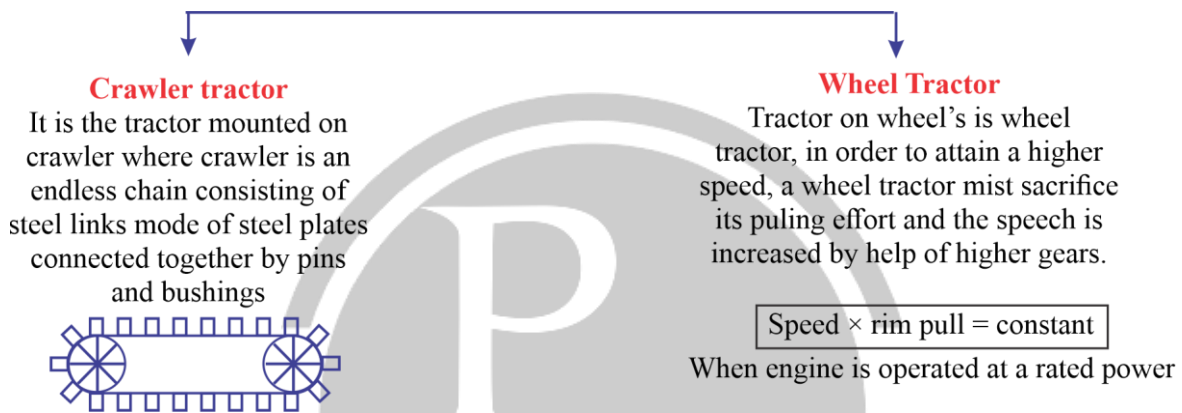 Crawler tractor
It is the tractor mounted on
crawler where crawler is an
endless chain consisting of
steel links mode of steel plates
connected together by pins
and bushings
Wheel Tractor
Tractor on wheel's is wheel
tractor, in order to attain a higher
speed, a wheel tractor mist sacrifice
its puling effort and the speech is
increased by help of higher gears.
Speed × rim pull = constant
When engine is operated at a rated power
P